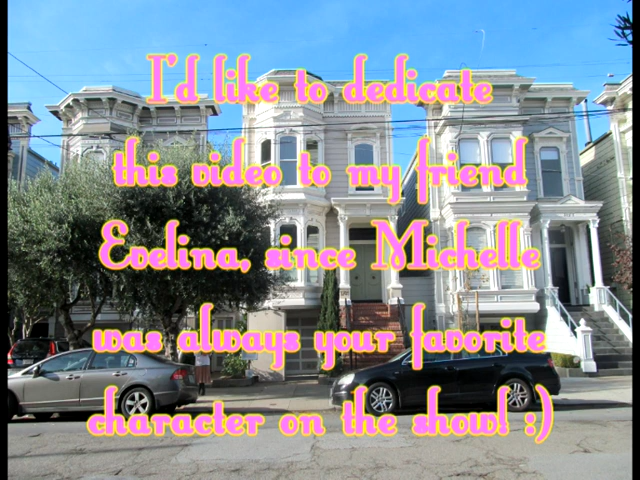 I'd like to dedicate
this video to my friend
Evelina, since Michelle
was always your favorite
character on the show! :)